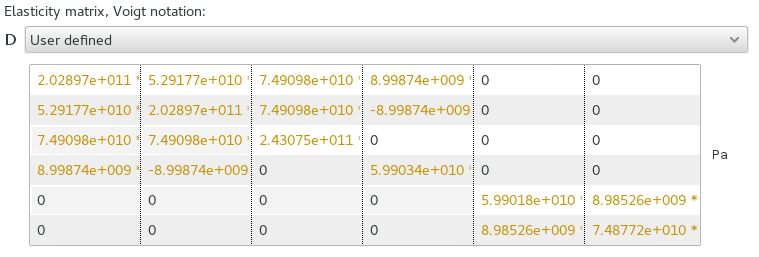 Elasticity matrix, Voigt notation:
D User defined
2.02897e+011 * 5.29177e+010 * 7.49098e+010 * 8.99874e+009 * 0 0
5.29177e+010 * 2.02897e+011 * 7.49098e+010 * -8.99874e+009 0 0
7.49098e+010 * 7.49098e+010 * 2.43075e+011 * 0 0 0
8.99874e+009 * -8.99874e+009 0 5.99034e+010 * 0 0
0 0 0 0 5.99018e+010 * 8.98526e+009 *
0 0 0 0 8.98526e+009 * 7.48772e+010 *
Pa